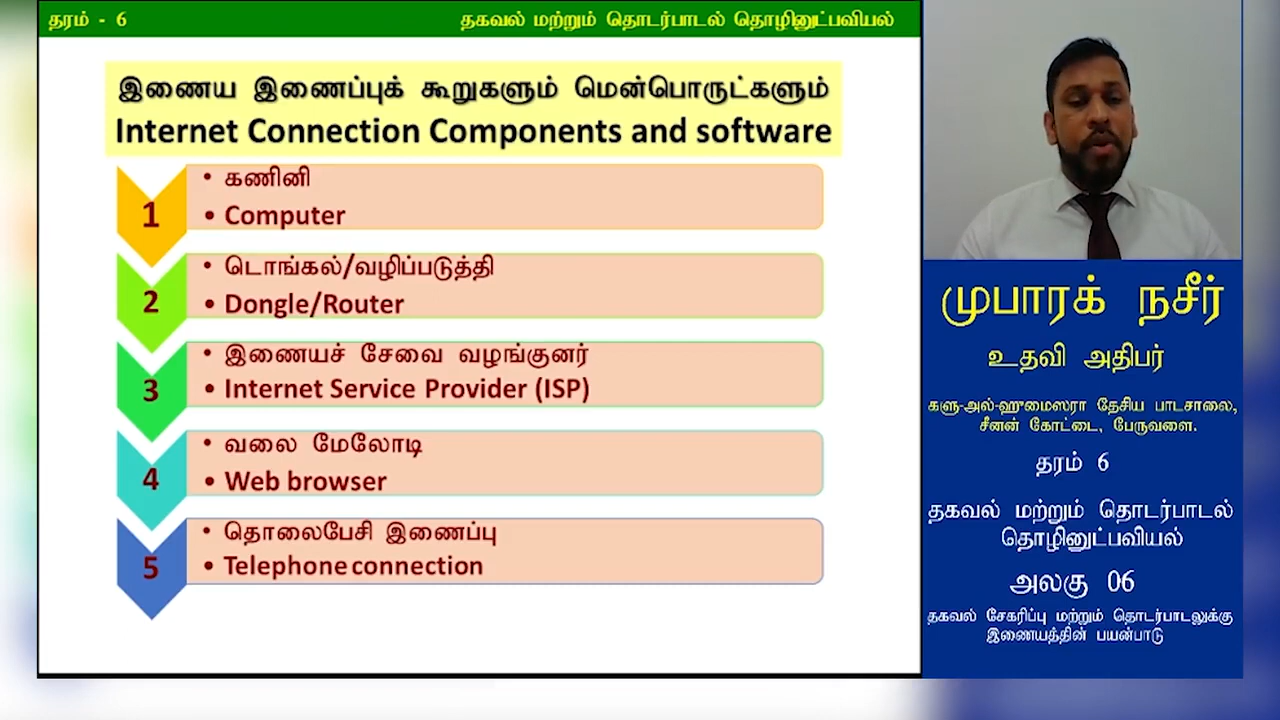 தரம் - 6
தகவல் மற்றும் தொடர்பாடல் தொழினுட்பவியல்
இணைய இணைப்புக் கூறுகளும் மென்பொருட்களும்
Internet Connection Components and software
1
• கணினி
• Computer
2
• டொங்கல்/வழிப்படுத்தி
• Dongle/Router
3
• இணையச் சேவை வழங்குனர்
• Internet Service Provider (ISP)
4
• வலை மேலோடி
• Web browser
5
• தொலைபேசி இணைப்பு
• Telephone connection
முபாரக் நசீர்
உதவி அதிபர்
களு-அல்-ஹுமைஸரா தேசிய பாடசாலை,
சீனன் கோட்டை, பேருவளை.
தரம் 6
தகவல் மற்றும் தொடர்பாடல்
தொழினுட்பவியல்
அலகு 06
தகவல் சேகரிப்பு மற்றும் தொடர்பாடலுக்கு
இணையத்தின் பயன்பாடு